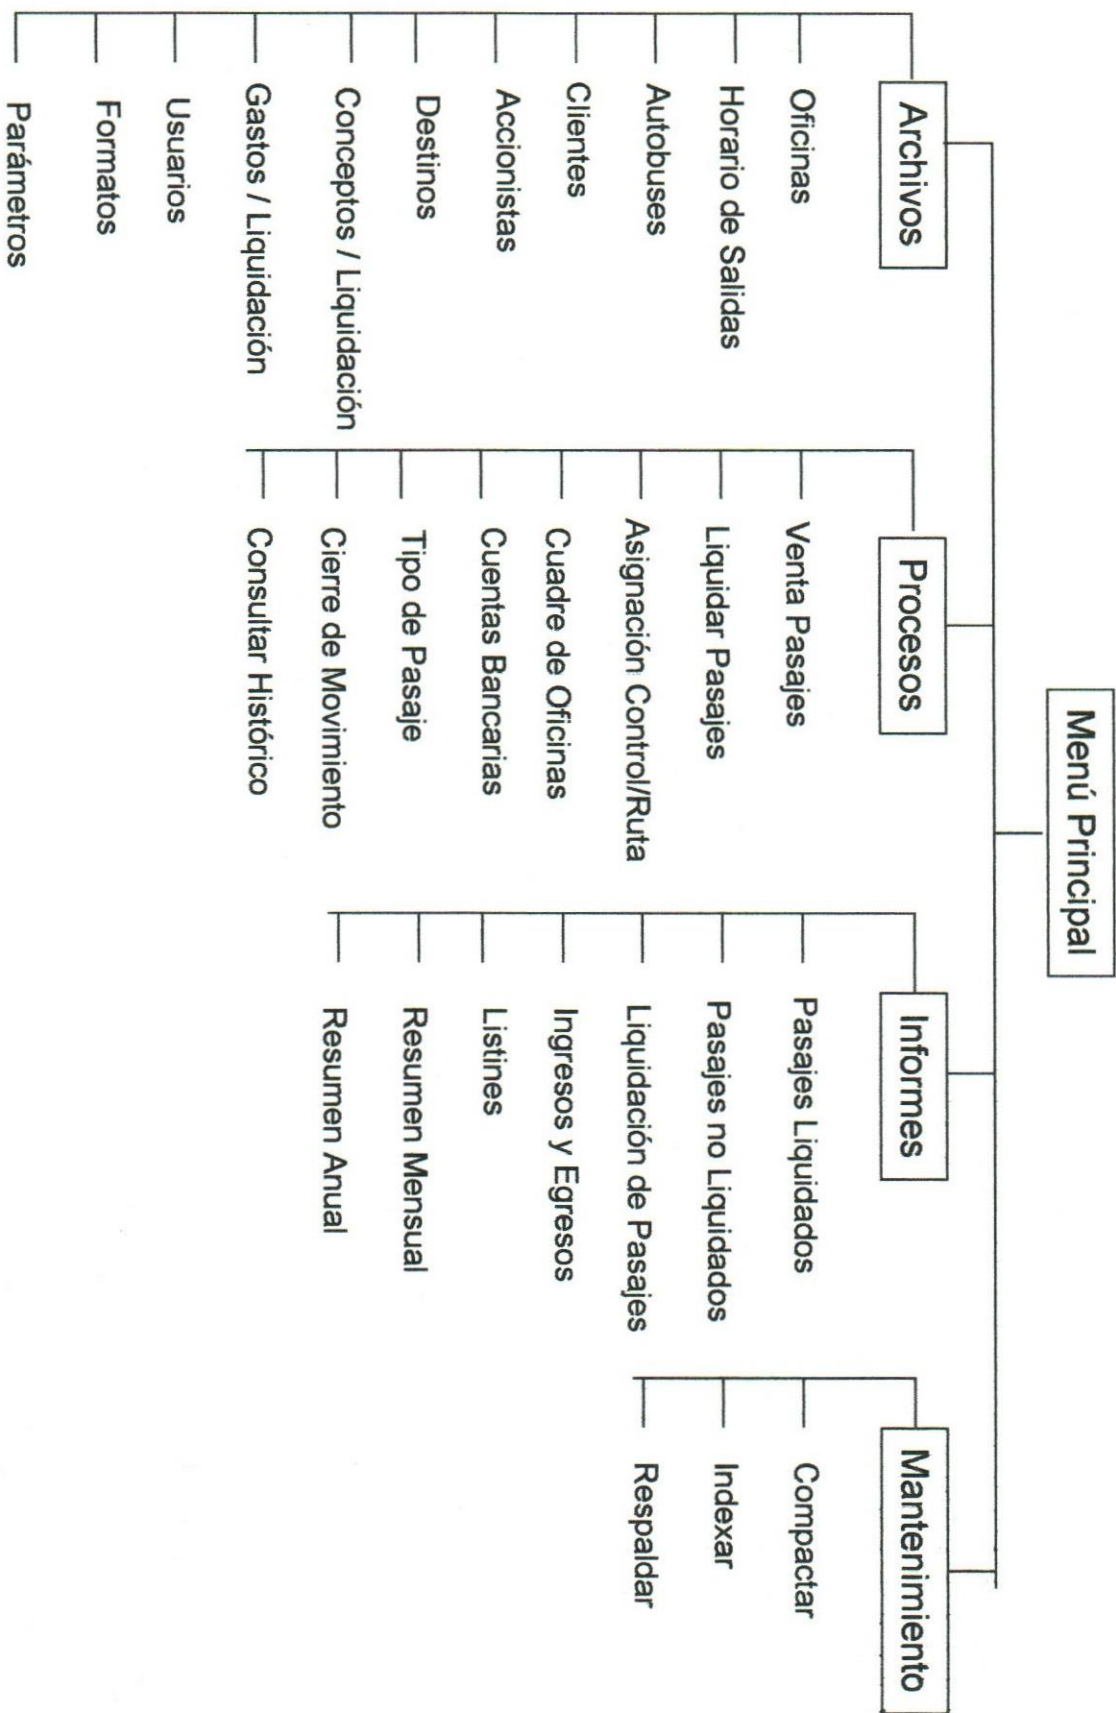 Menú Principal
Archivos
Oficinas
Horario de Salidas
Autobuses
Clientes
Accionistas
Destinos
Conceptos / Liquidación
Gastos / Liquidación
Usuarios
Formatos
Parámetros
Procesos
Venta Pasajes
Liquidar Pasajes
Asignación Control/Ruta
Cuadre de Oficinas
Cuentas Bancarias
Tipo de Pasaje
Cierre de Movimiento
Consultar Histórico
Informes
Pasajes Liquidados
Pasajes no Liquidados
Liquidación de Pasajes
Ingresos y Egresos
Listines
Resumen Mensual
Resumen Anual
Mantenimiento
Compactar
Indexar
Respaldar